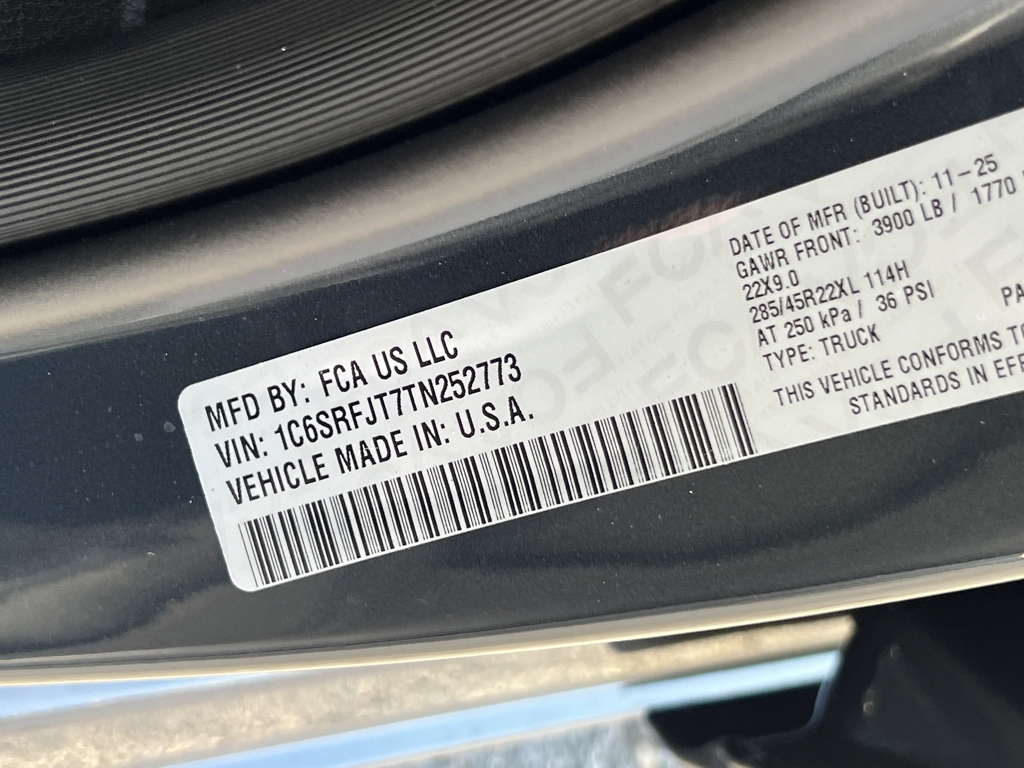 MFD BY: FCA US LLC
VIN: 1C6SRFJT7TN252773
VEHICLE MADE IN: U.S.A.
DATE OF MFR (BUILT): 11-25
GAWR FRONT: 3900 LB / 1770
22X9.0
285/45R22XL 114H
AT 250 kPa / 36 PSI
TYPE: TRUCK
THIS VEHICLE CONFORMS TO
STANDARDS IN